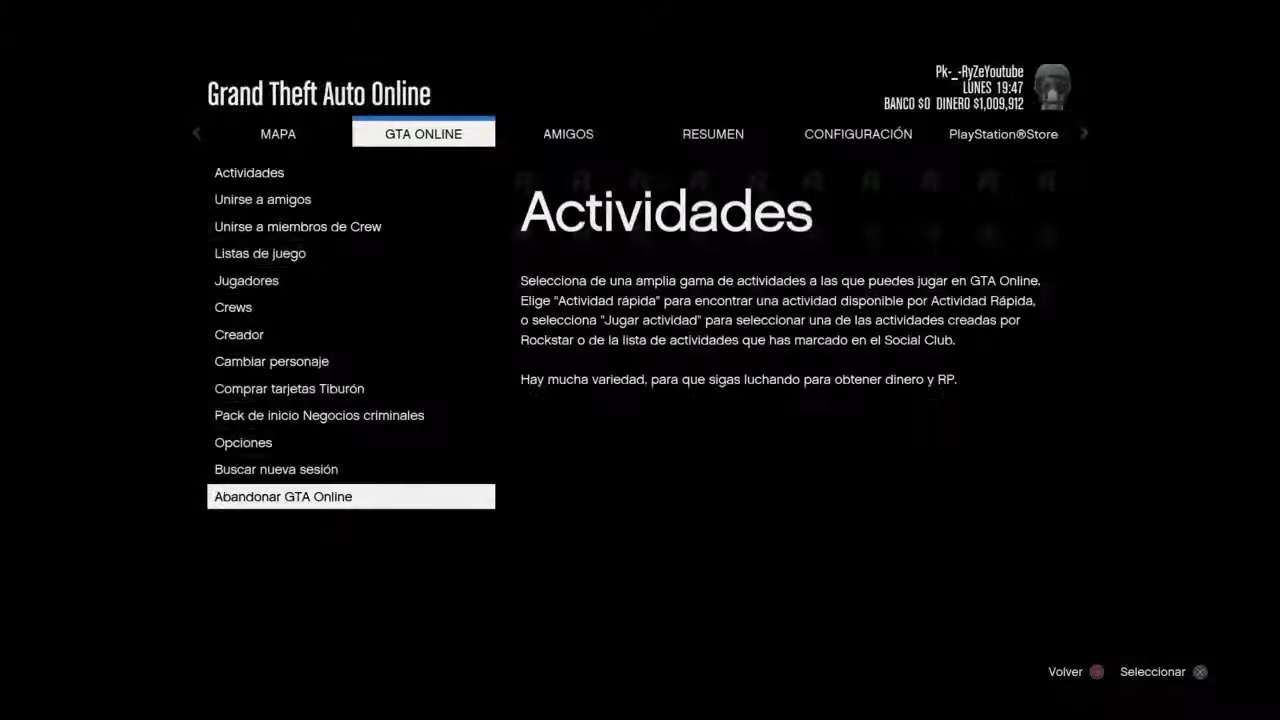 Grand Theft Auto Online
Pk-_-RyZeYoutube
LUNES 19:47
BANCO $0 DINERO $1,009,912
MAPA GTA ONLINE AMIGOS RESUMEN CONFIGURACIÓN PlayStation®Store
Actividades
Unirse a amigos
Unirse a miembros de Crew
Listas de juego
Jugadores
Crews
Creador
Cambiar personaje
Comprar tarjetas Tiburón
Pack de inicio Negocios criminales
Opciones
Buscar nueva sesión
Abandonar GTA Online
Actividades
Selecciona de una amplia gama de actividades a las que puedes jugar en GTA Online.
Elige "Actividad rápida" para encontrar una actividad disponible por Actividad Rápida,
o selecciona "Jugar actividad" para seleccionar una de las actividades creadas por
Rockstar o de la lista de actividades que has marcado en el Social Club.
Hay mucha variedad, para que sigas luchando para obtener dinero y RP.
Volver Seleccionar